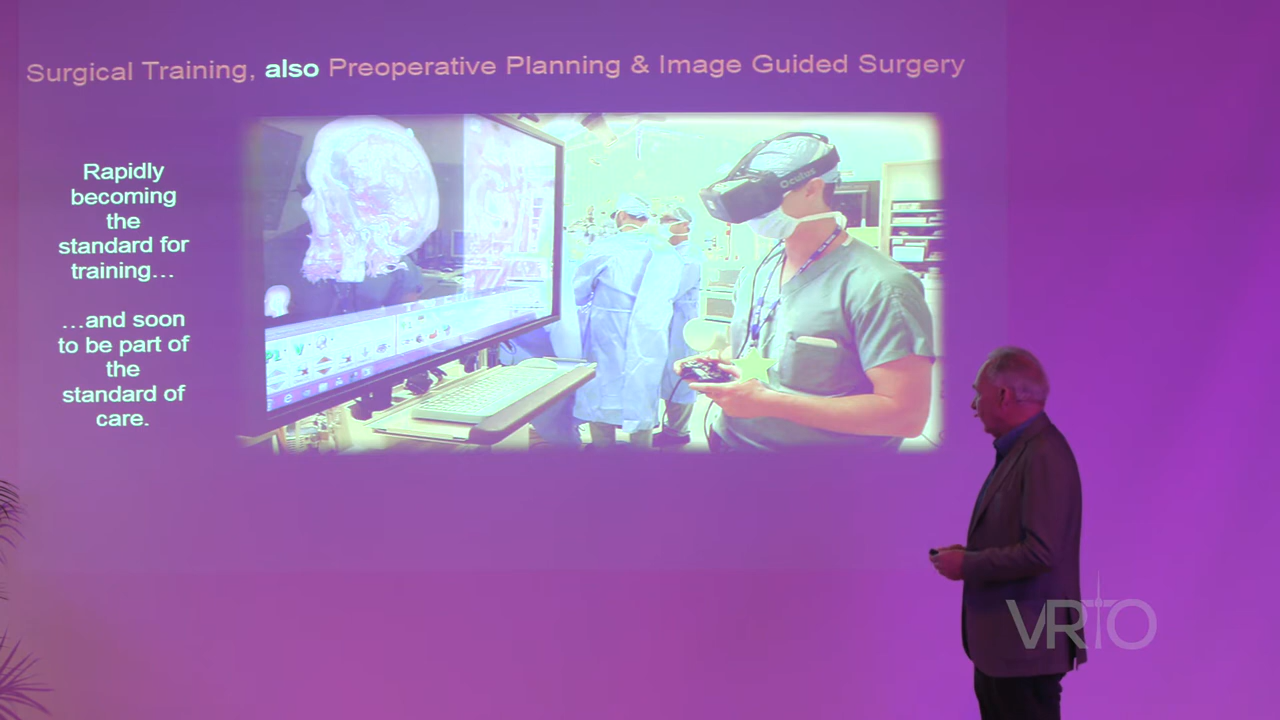 Surgical Training, also Preoperative Planning & Image Guided Surgery
Rapidly
becoming
the
standard for
training…
…and soon
to be part of
the
standard of
care.
Oculus
VRTO